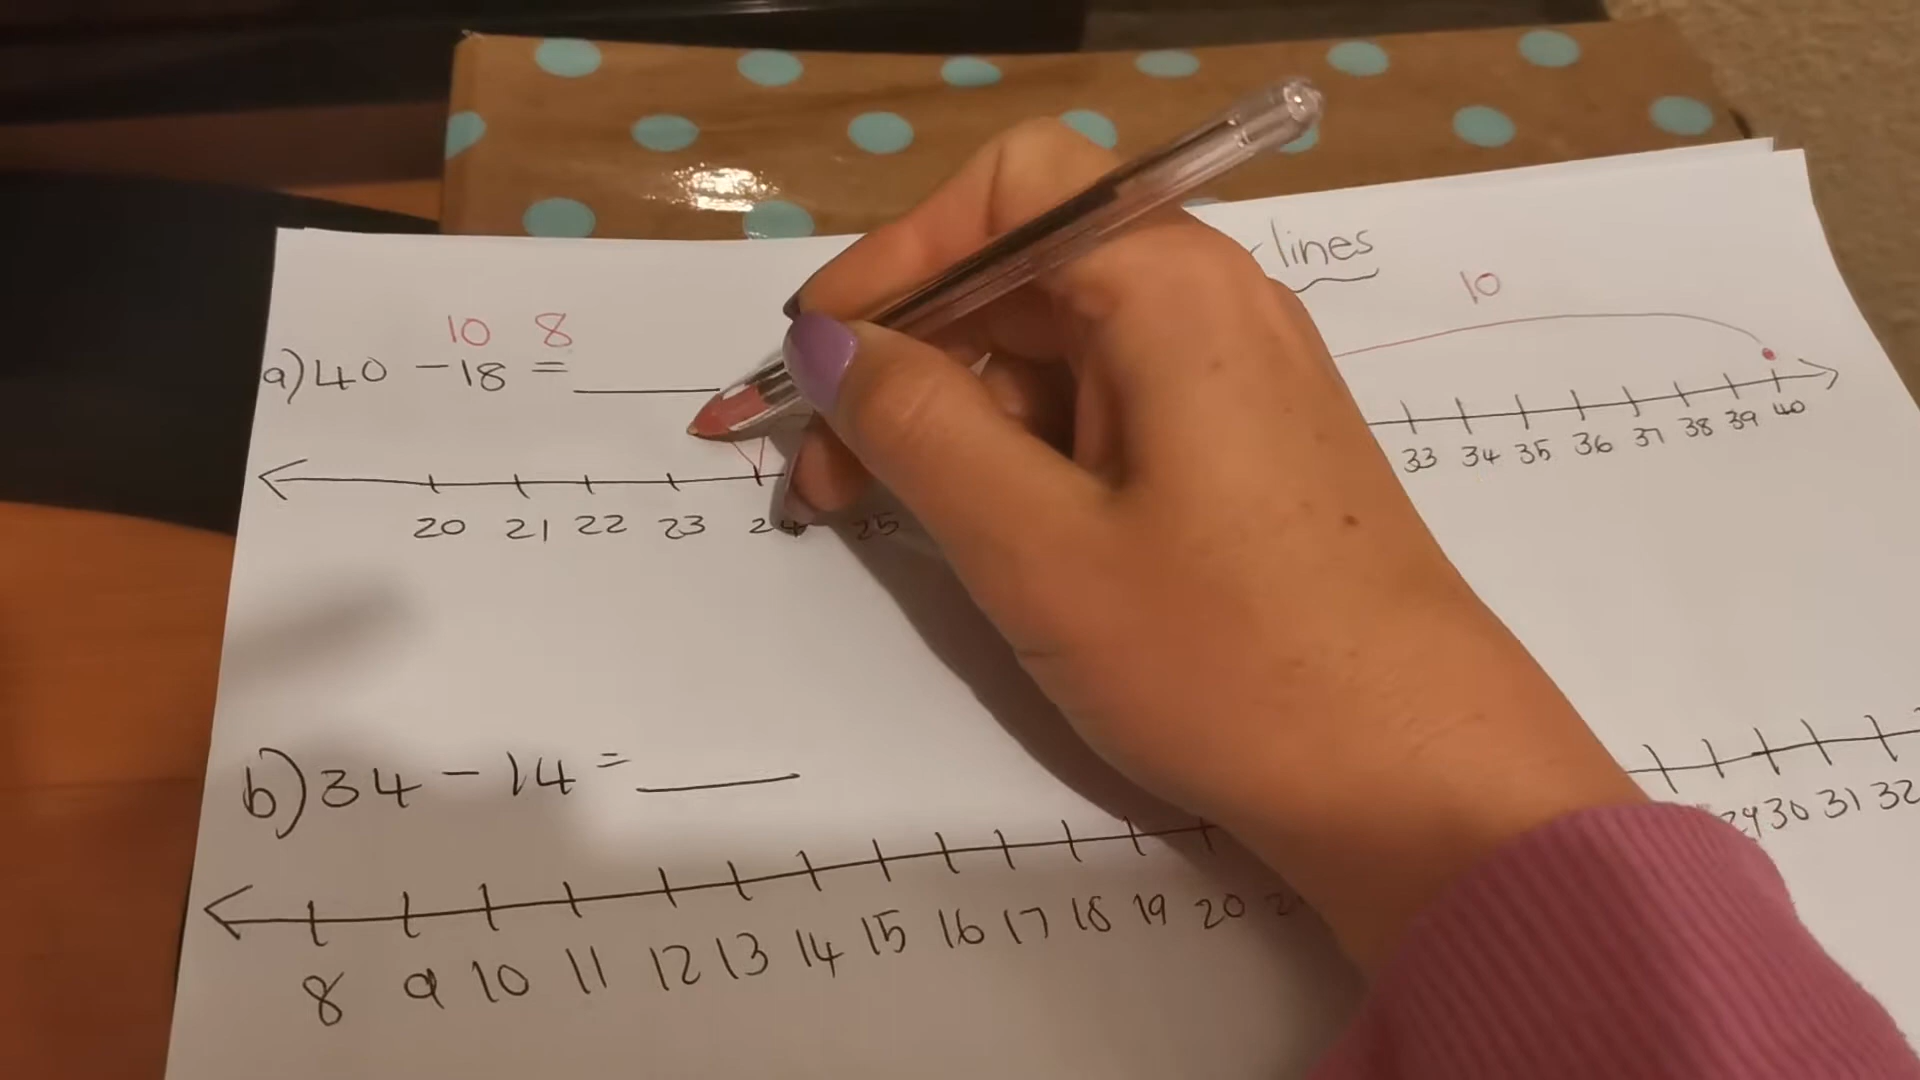 lines
10
10 8
a) 40 - 18 = ____
20 21 22 23 24 25
33 34 35 36 37 38 39 40
b) 34 - 14 = ____
8 9 10 11 12 13 14 15 16 17 18 19 20
29 30 31 32